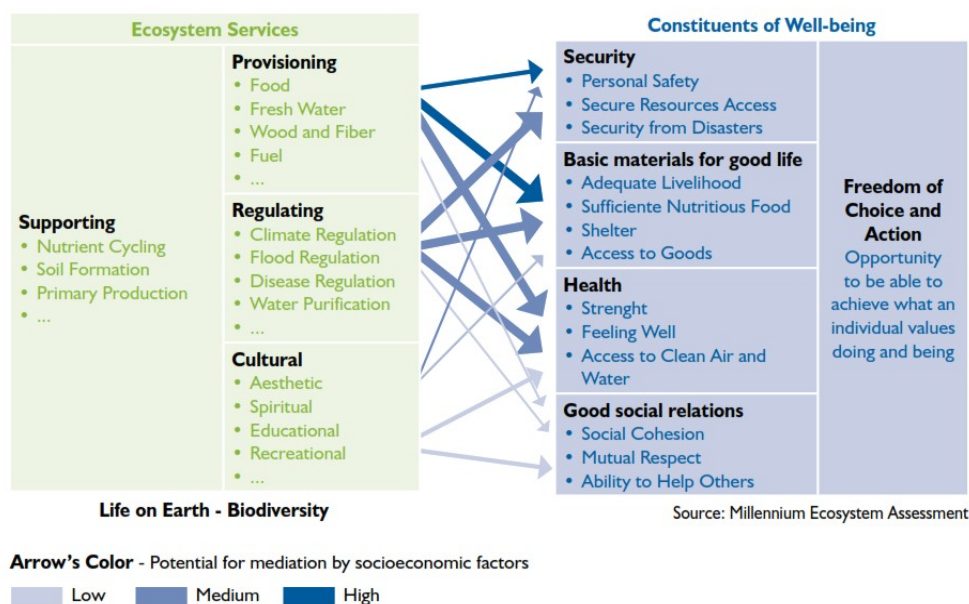 Ecosystem Services
Supporting
• Nutrient Cycling
• Soil Formation
• Primary Production
• ...
Provisioning
• Food
• Fresh Water
• Wood and Fiber
• Fuel
• ...
Regulating
• Climate Regulation
• Flood Regulation
• Disease Regulation
• Water Purification
• ...
Cultural
• Aesthetic
• Spiritual
• Educational
• Recreational
• ...
Life on Earth - Biodiversity
Constituents of Well-being
Security
• Personal Safety
• Secure Resources Access
• Security from Disasters
Basic materials for good life
• Adequate Livelihood
• Sufficiente Nutritious Food
• Shelter
• Access to Goods
Health
• Strenght
• Feeling Well
• Access to Clean Air and
Water
Good social relations
• Social Cohesion
• Mutual Respect
• Ability to Help Others
Freedom of
Choice and
Action
Opportunity
to be able to
achieve what an
individual values
doing and being
Source: Millennium Ecosystem Assessment
Arrow's Color - Potential for mediation by socioeconomic factors
Low
Medium
High